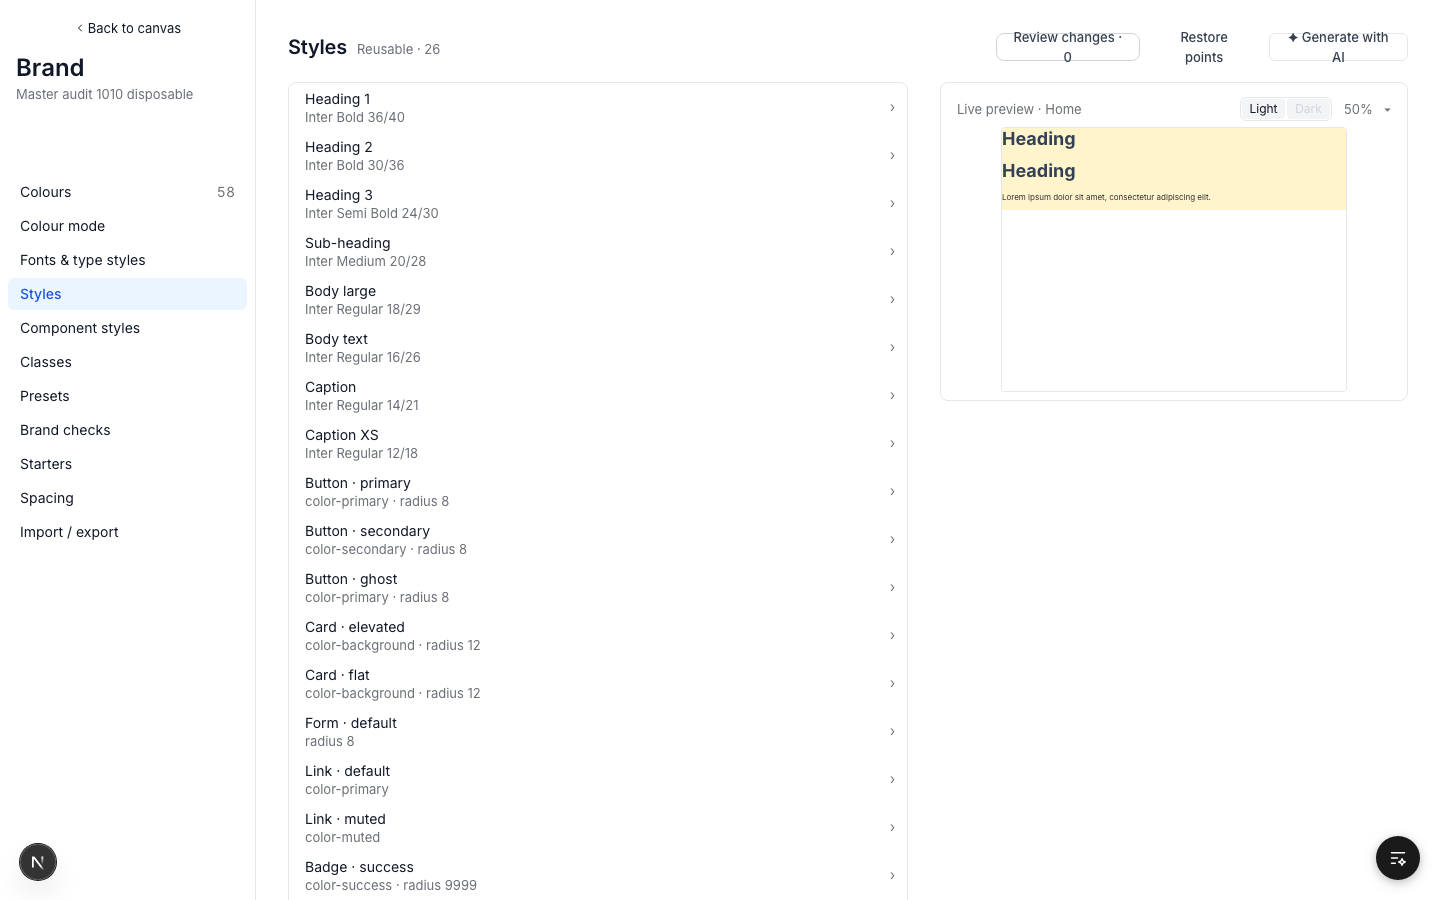 ‹ Back to canvas
Brand
Master audit 1010 disposable
Colours 58
Colour mode
Fonts & type styles
Styles
Component styles
Classes
Presets
Brand checks
Starters
Spacing
Import / export
N
Styles Reusable · 26
Review changes ·
0
Restore
points
✦ Generate with
AI
Heading 1
Inter Bold 36/40
Heading 2
Inter Bold 30/36
Heading 3
Inter Semi Bold 24/30
Sub-heading
Inter Medium 20/28
Body large
Inter Regular 18/29
Body text
Inter Regular 16/26
Caption
Inter Regular 14/21
Caption XS
Inter Regular 12/18
Button · primary
color-primary · radius 8
Button · secondary
color-secondary · radius 8
Button · ghost
color-primary · radius 8
Card · elevated
color-background · radius 12
Card · flat
color-background · radius 12
Form · default
radius 8
Link · default
color-primary
Link · muted
color-muted
Badge · success
color-success · radius 9999
Live preview · Home Light Dark 50%
Heading
Heading
Lorem ipsum dolor sit amet, consectetur adipiscing elit.